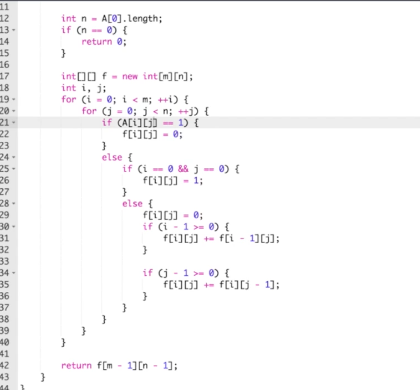 11
12 int n = A[0].length;
13 if (n == 0) {
14 return 0;
15 }
16
17 int[][] f = new int[m][n];
18 int i, j;
19 for (i = 0; i < m; ++i) {
20 for (j = 0; j < n; ++j) {
21 if (A[i][j] == 1) {
22 f[i][j] = 0;
23 }
24 else {
25 if (i == 0 && j == 0) {
26 f[i][j] = 1;
27 }
28 else {
29 f[i][j] = 0;
30 if (i - 1 >= 0) {
31 f[i][j] += f[i - 1][j];
32 }
33
34 if (j - 1 >= 0) {
35 f[i][j] += f[i][j - 1];
36 }
37 }
38 }
39 }
40 }
41
42 return f[m - 1][n - 1];
43 }
44 }